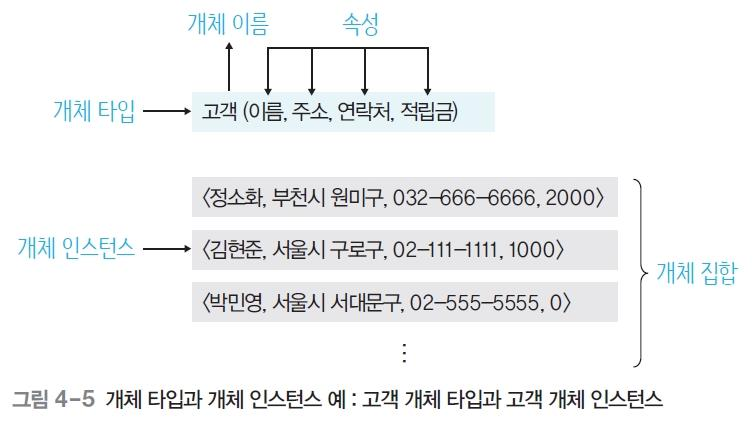 개체 이름 속성
개체 타입 고객 (이름, 주소, 연락처, 적립금)
〈정소화, 부천시 원미구, 032-666-6666, 2000〉
개체 인스턴스 〈김현준, 서울시 구로구, 02-111-1111, 1000〉
개체 집합
〈박민영, 서울시 서대문구, 02-555-5555, 0〉
⋮
그림 4-5 개체 타입과 개체 인스턴스 예 : 고객 개체 타입과 고객 개체 인스턴스